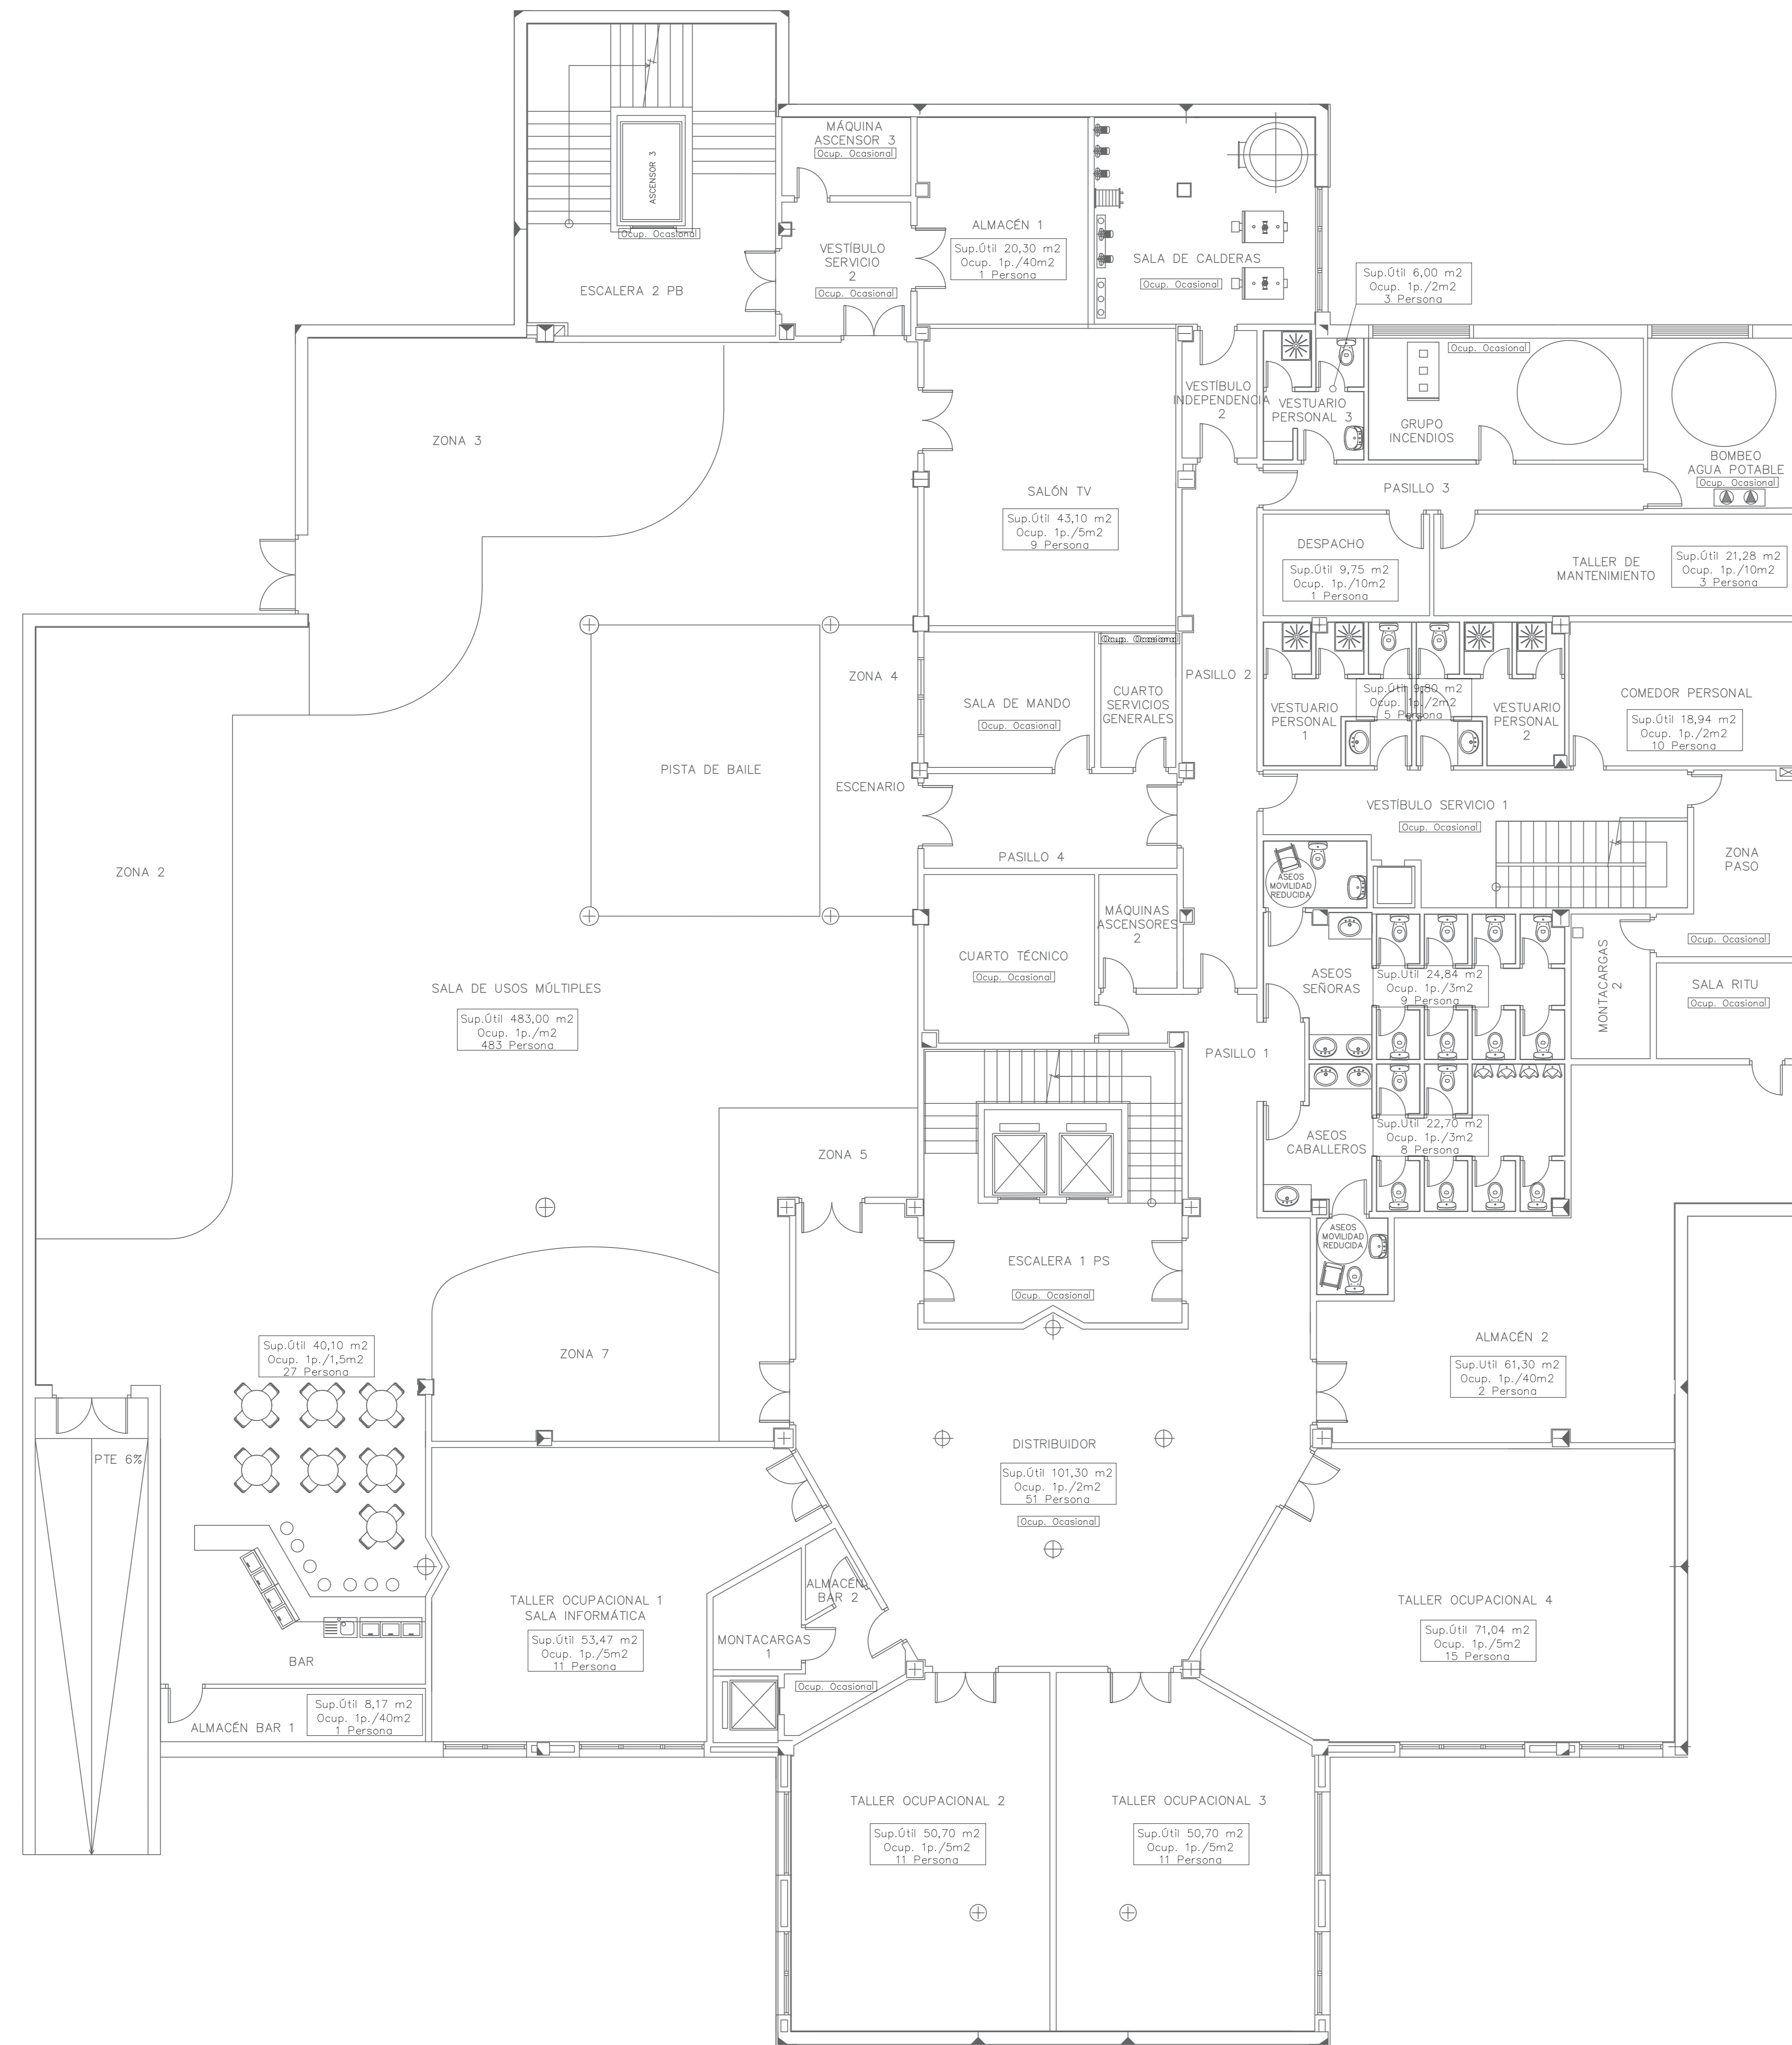 MÁQUINA
ASCENSOR 3
Ocup. Ocasional
ASCENSOR 3
Ocup. Ocasional
ESCALERA 2 PB
VESTÍBULO
SERVICIO
2
Ocup. Ocasional
ALMACÉN 1
Sup.Útil 20,30 m2
Ocup. 1p./40m2
1 Persona
SALA DE CALDERAS
Ocup. Ocasional
Sup.Útil 6,00 m2
Ocup. 1p./2m2
3 Persona
ZONA 3
SALÓN TV
Sup.Útil 43,10 m2
Ocup. 1p./5m2
9 Persona
VESTÍBULO
INDEPENDENCIA
2
VESTUARIO
PERSONAL 3
Ocup. Ocasional
GRUPO
INCENDIOS
BOMBEO
AGUA POTABLE
Ocup. Ocasional
PASILLO 3
DESPACHO
Sup.Útil 9,75 m2
Ocup. 1p./10m2
1 Persona
TALLER DE
MANTENIMIENTO
Sup.Útil 21,28 m2
Ocup. 1p./10m2
3 Persona
ZONA 4
SALA DE MANDO
Ocup. Ocasional
Ocup. Ocasional
CUARTO
SERVICIOS
GENERALES
PASILLO 2
VESTUARIO
PERSONAL
1
Sup.Útil 9,80 m2
Ocup. 1p./2m2
5 Persona
VESTUARIO
PERSONAL
2
COMEDOR PERSONAL
Sup.Útil 18,94 m2
Ocup. 1p./2m2
10 Persona
PISTA DE BAILE
ESCENARIO
PASILLO 4
VESTÍBULO SERVICIO 1
Ocup. Ocasional
ZONA
PASO
ZONA 2
ASEOS
MOVILIDAD
REDUCIDA
MÁQUINAS
ASCENSORES
2
CUARTO TÉCNICO
Ocup. Ocasional
ASEOS
SEÑORAS
Sup.Útil 24,84 m2
Ocup. 1p./3m2
9 Persona
MONTACARGAS
2
Ocup. Ocasional
SALA RITU
Ocup. Ocasional
SALA DE USOS MÚLTIPLES
Sup.Útil 483,00 m2
Ocup. 1p./m2
483 Persona
PASILLO 1
ZONA 5
ASEOS
CABALLEROS
Sup.Útil 22,70 m2
Ocup. 1p./3m2
8 Persona
ASEOS
MOVILIDAD
REDUCIDA
ESCALERA 1 PS
Ocup. Ocasional
ALMACÉN 2
Sup.Util 61,30 m2
Ocup. 1p./40m2
2 Persona
Sup.Útil 40,10 m2
Ocup. 1p./1,5m2
27 Persona
ZONA 7
PTE 6%
DISTRIBUIDOR
Sup.Útil 101,30 m2
Ocup. 1p./2m2
51 Persona
Ocup. Ocasional
TALLER OCUPACIONAL 1
SALA INFORMÁTICA
Sup.Útil 53,47 m2
Ocup. 1p./5m2
11 Persona
ALMACÉN
BAR 2
MONTACARGAS
1
Ocup. Ocasional
TALLER OCUPACIONAL 4
Sup.Útil 71,04 m2
Ocup. 1p./5m2
15 Persona
BAR
ALMACÉN BAR 1
Sup.Útil 8,17 m2
Ocup. 1p./40m2
1 Persona
TALLER OCUPACIONAL 2
Sup.Útil 50,70 m2
Ocup. 1p./5m2
11 Persona
TALLER OCUPACIONAL 3
Sup.Útil 50,70 m2
Ocup. 1p./5m2
11 Persona